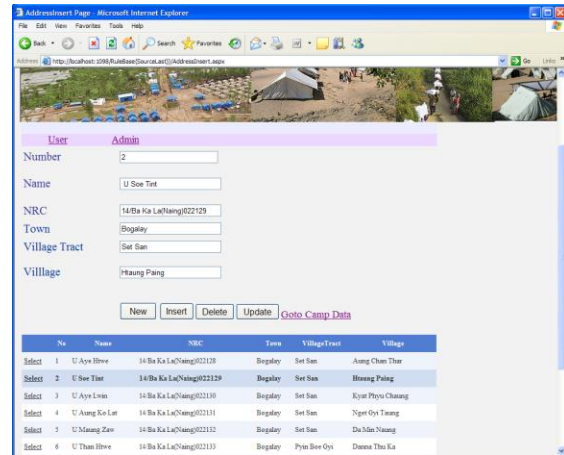 AddressInsert Page - Microsoft Internet Explorer
File Edit View Favorites Tools Help
Back Search Favorites
Address http://localhost:1098/RuleBase(SourceLast)/AddressInsert.aspx Go Links
User Admin
Number 2
Name U Soe Tint
NRC 14/Ba Ka La(Naing)022129
Town Bogalay
Village Tract Set San
Villlage Htaung Paing
New Insert Delete Update Goto Camp Data
No Name NRC Town VillageTract Village
Select 1 U Aye Htwe 14/Ba Ka La(Naing)022128 Bogalay Set San Aung Chan Thar
Select 2 U Soe Tint 14/Ba Ka La(Naing)022129 Bogalay Set San Htaung Paing
Select 3 U Aye Lwin 14/Ba Ka La(Naing)022130 Bogalay Set San Kyat Phyu Chaung
Select 4 U Aung Ko Lat 14/Ba Ka La(Naing)022131 Bogalay Set San Nget Gyi Taung
Select 5 U Maung Zaw 14/Ba Ka La(Naing)022132 Bogalay Set San Da Min Naung
Select 6 U Than Htwe 14/Ba Ka La(Naing)022133 Bogalay Pyin Boe Gyi Danna Thu Ka